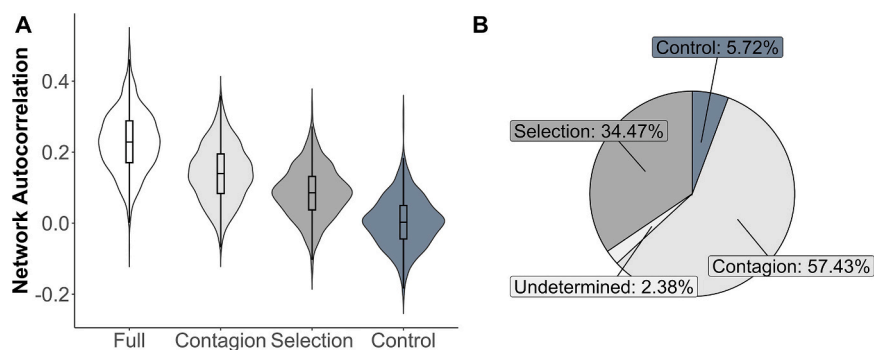 A
Network Autocorrelation
0.4
0.2
0.0
-0.2
Full Contagion Selection Control
B
Control: 5.72%
Selection: 34.47%
Contagion: 57.43%
Undetermined: 2.38%